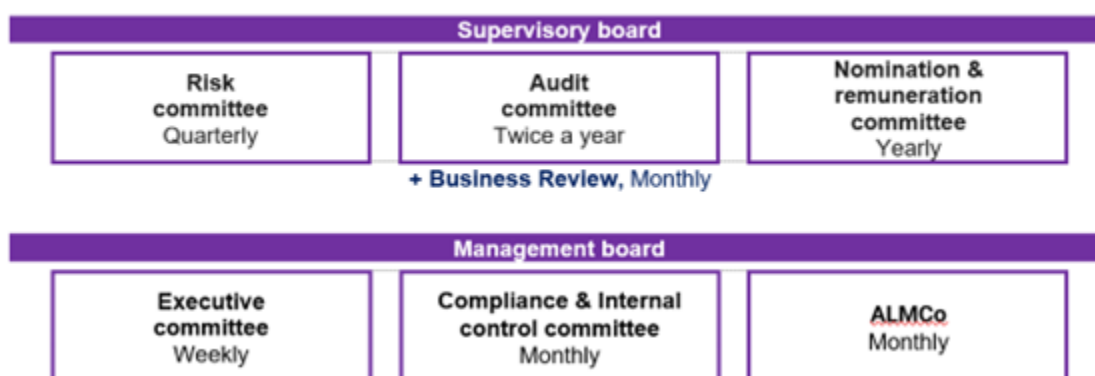 Supervisory board
Risk
committee
Quarterly
Audit
committee
Twice a year
Nomination &
remuneration
committee
Yearly
+ Business Review, Monthly
Management board
Executive
committee
Weekly
Compliance & Internal
control committee
Monthly
ALMCo
Monthly